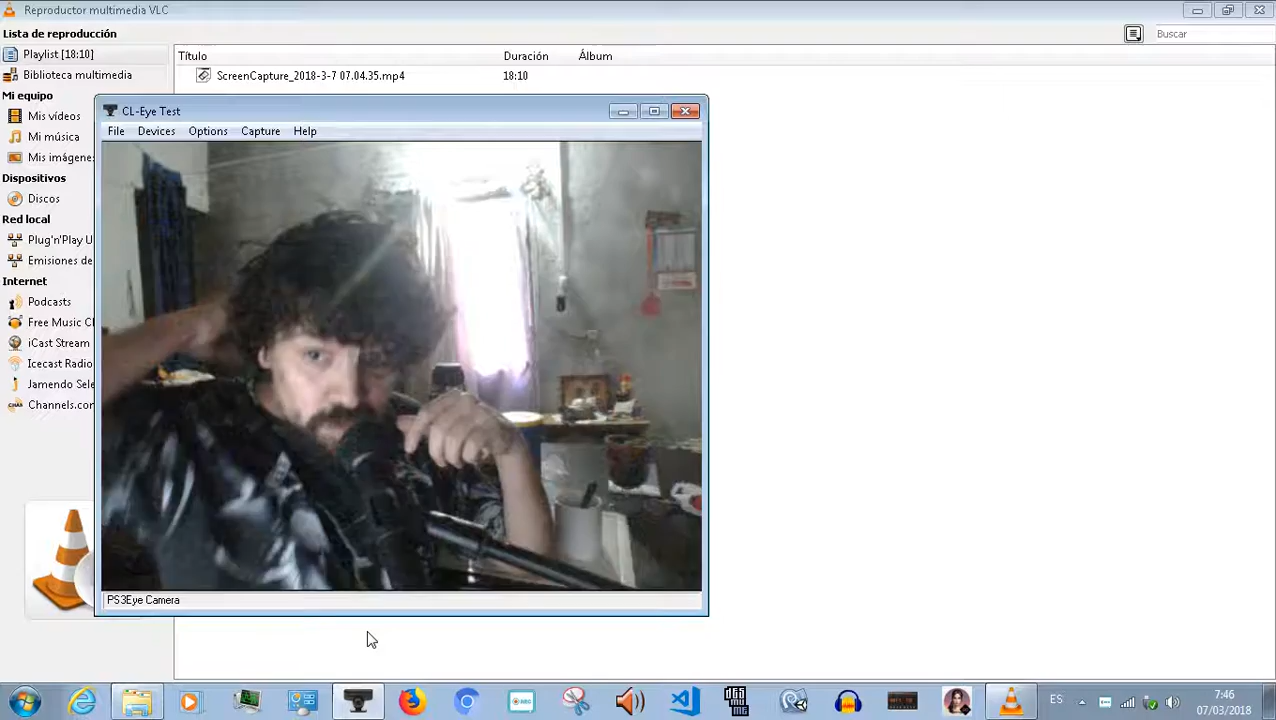 Reproductor multimedia VLC
Lista de reproducción
Buscar
Playlist [18:10]
Biblioteca multimedia
Mi equipo
Mis vídeos
Mi música
Mis imágenes
Dispositivos
Discos
Red local
Plug'n'Play U
Emisiones de
Internet
Podcasts
Free Music C
iCast Stream
Icecast Radio
Jamendo Sele
Channels.com
Título Duración Álbum
ScreenCapture_2018-3-7 07.04.35.mp4 18:10
CL-Eye Test
File Devices Options Capture Help
PS3Eye Camera
ES
7:46
07/03/2018